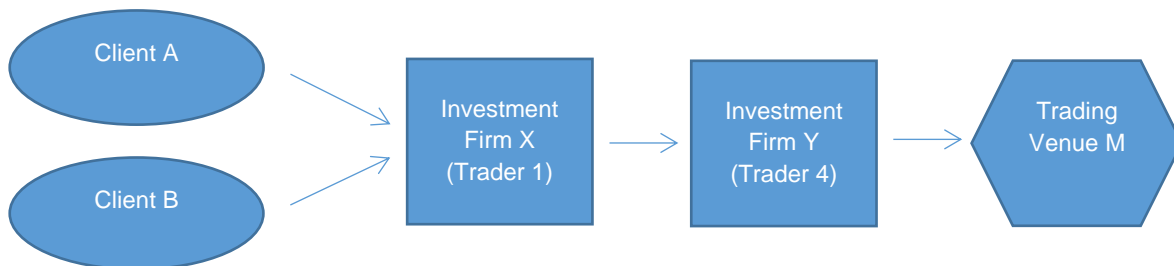 Client A
Client B
Investment
Firm X
(Trader 1)
Investment
Firm Y
(Trader 4)
Trading
Venue M